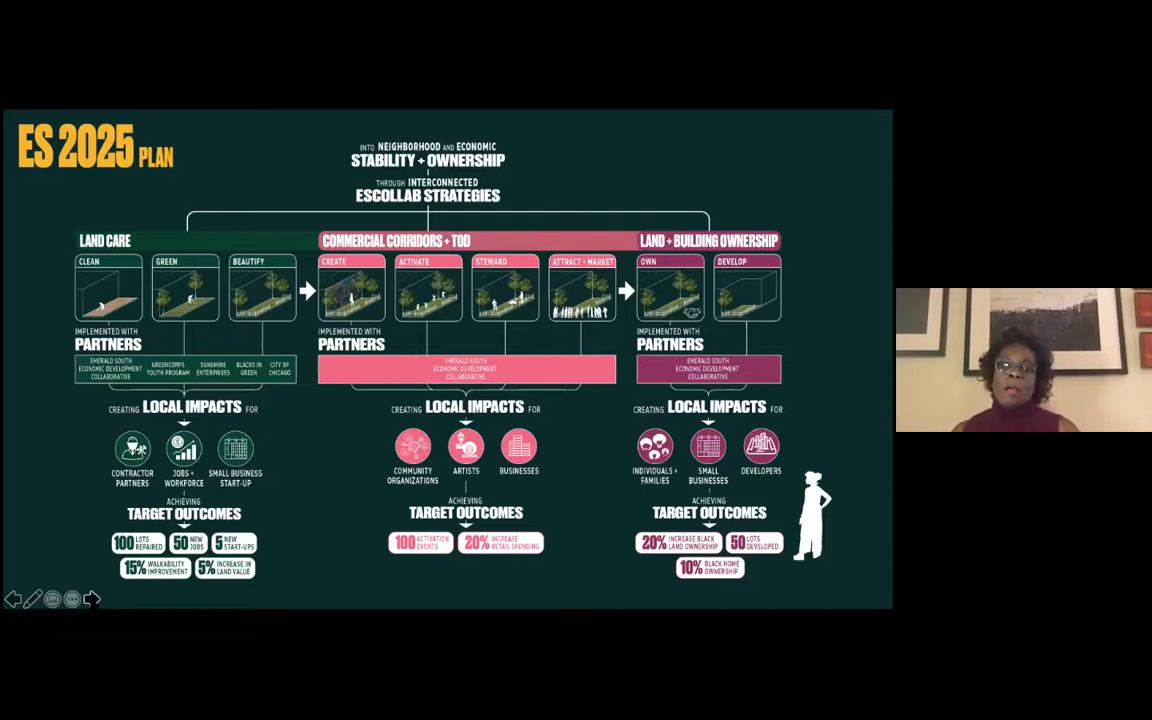 ES 2025 PLAN
INTO NEIGHBORHOOD AND ECONOMIC
STABILITY + OWNERSHIP
THROUGH INTERCONNECTED
ESCOLLAB STRATEGIES
LAND CARE
CLEAN
GREEN
BEAUTIFY
IMPLEMENTED WITH
PARTNERS
EMERALD SOUTH
ECONOMIC DEVELOPMENT
COLLABORATIVE
GREENCORPS
YOUTH PROGRAM
SUNSHINE
ENTERPRISES
BLACKS IN
GREEN
CITY OF
CHICAGO
CREATING LOCAL IMPACTS FOR
CONTRACTOR
PARTNERS
JOBS +
WORKFORCE
SMALL BUSINESS
START-UP
ACHIEVING
TARGET OUTCOMES
100 LOTS
REPAIRED
50 NEW
JOBS
5 NEW
START-UPS
15% WALKABILITY
IMPROVEMENT
5% INCREASE IN
LAND VALUE
COMMERCIAL CORRIDORS + TOD
CREATE
ACTIVATE
STEWARD
ATTRACT + MARKET
IMPLEMENTED WITH
PARTNERS
EMERALD SOUTH
ECONOMIC DEVELOPMENT
COLLABORATIVE
CREATING LOCAL IMPACTS FOR
COMMUNITY
ORGANIZATIONS
ARTISTS
BUSINESSES
ACHIEVING
TARGET OUTCOMES
100 ACTIVATION
EVENTS
20% INCREASE
RETAIL SPENDING
LAND + BUILDING OWNERSHIP
OWN
DEVELOP
IMPLEMENTED WITH
PARTNERS
EMERALD SOUTH
ECONOMIC DEVELOPMENT
COLLABORATIVE
CREATING LOCAL IMPACTS FOR
INDIVIDUALS +
FAMILIES
SMALL
BUSINESSES
DEVELOPERS
ACHIEVING
TARGET OUTCOMES
20% INCREASE BLACK
LAND OWNERSHIP
50 LOTS
DEVELOPED
10% BLACK HOME
OWNERSHIP